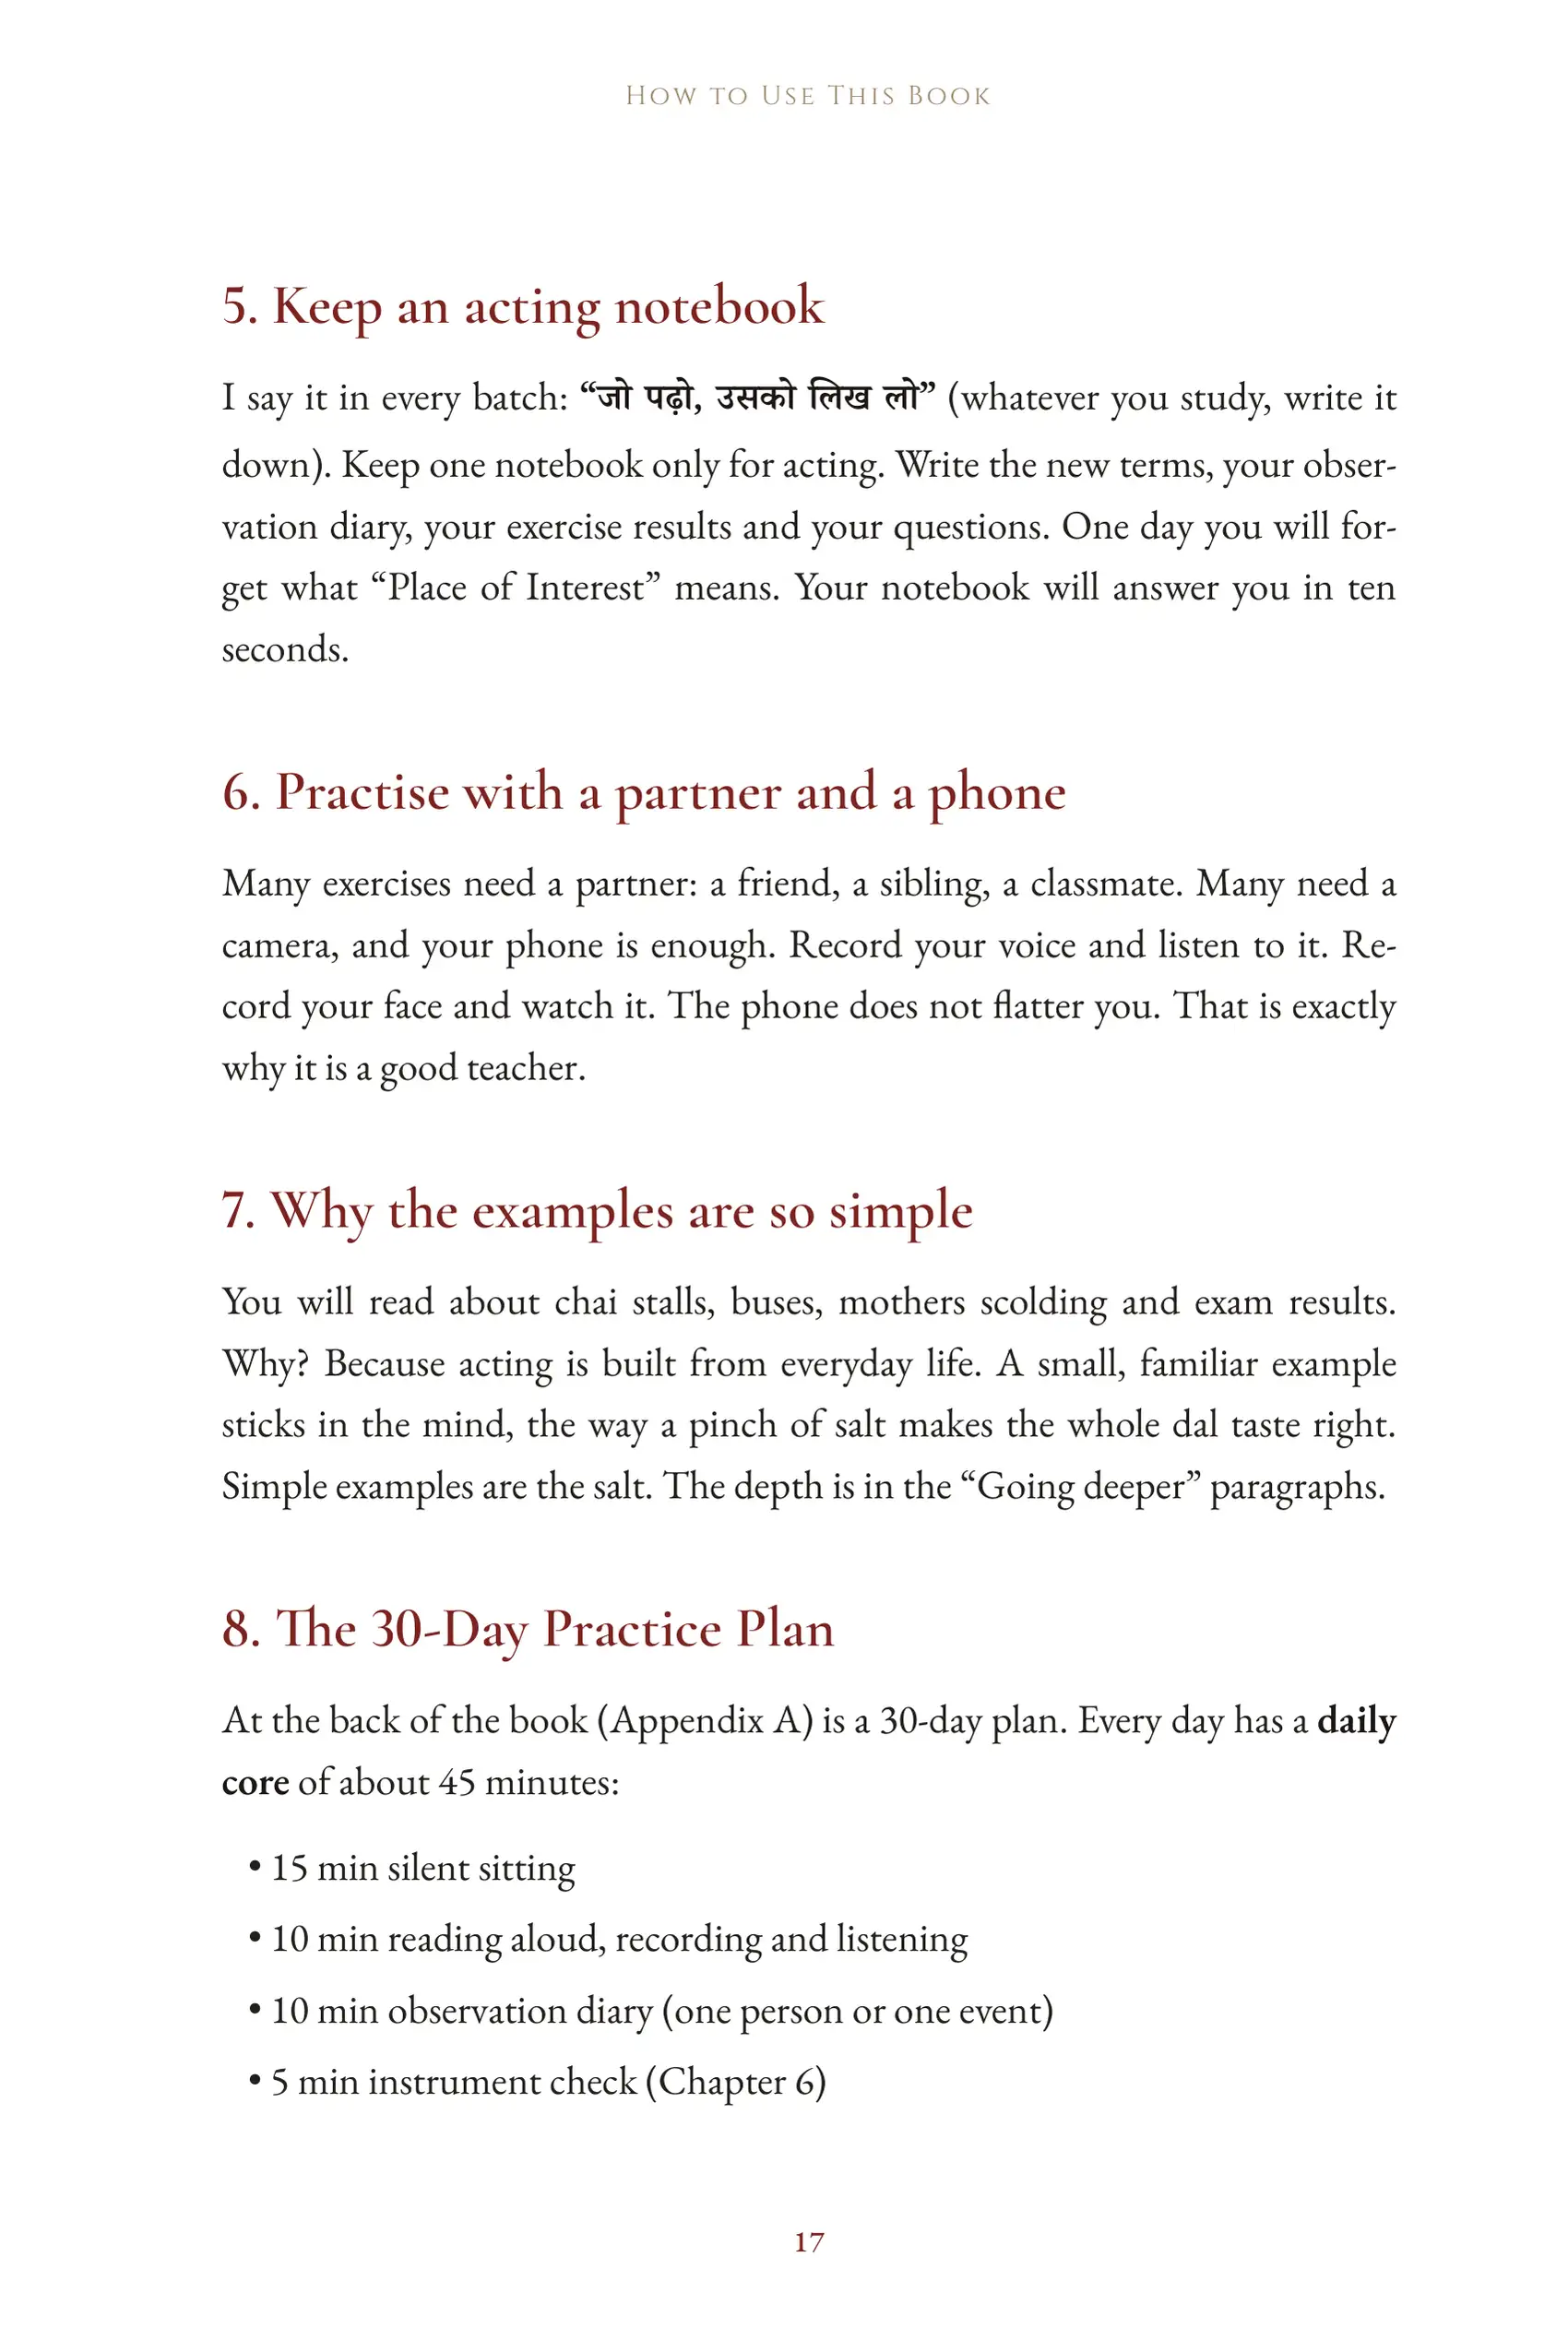 How to Use This Book
5. Keep an acting notebook
I say it in every batch: “जो पढ़ो, उसको लिख लो” (whatever you study, write it
down). Keep one notebook only for acting. Write the new terms, your obser-
vation diary, your exercise results and your questions. One day you will for-
get what “Place of Interest” means. Your notebook will answer you in ten
seconds.
6. Practise with a partner and a phone
Many exercises need a partner: a friend, a sibling, a classmate. Many need a
camera, and your phone is enough. Record your voice and listen to it. Re-
cord your face and watch it. The phone does not flatter you. That is exactly
why it is a good teacher.
7. Why the examples are so simple
You will read about chai stalls, buses, mothers scolding and exam results.
Why? Because acting is built from everyday life. A small, familiar example
sticks in the mind, the way a pinch of salt makes the whole dal taste right.
Simple examples are the salt. The depth is in the “Going deeper” paragraphs.
8. The 30-Day Practice Plan
At the back of the book (Appendix A) is a 30-day plan. Every day has a daily
core of about 45 minutes:
• 15 min silent sitting
• 10 min reading aloud, recording and listening
• 10 min observation diary (one person or one event)
• 5 min instrument check (Chapter 6)
17